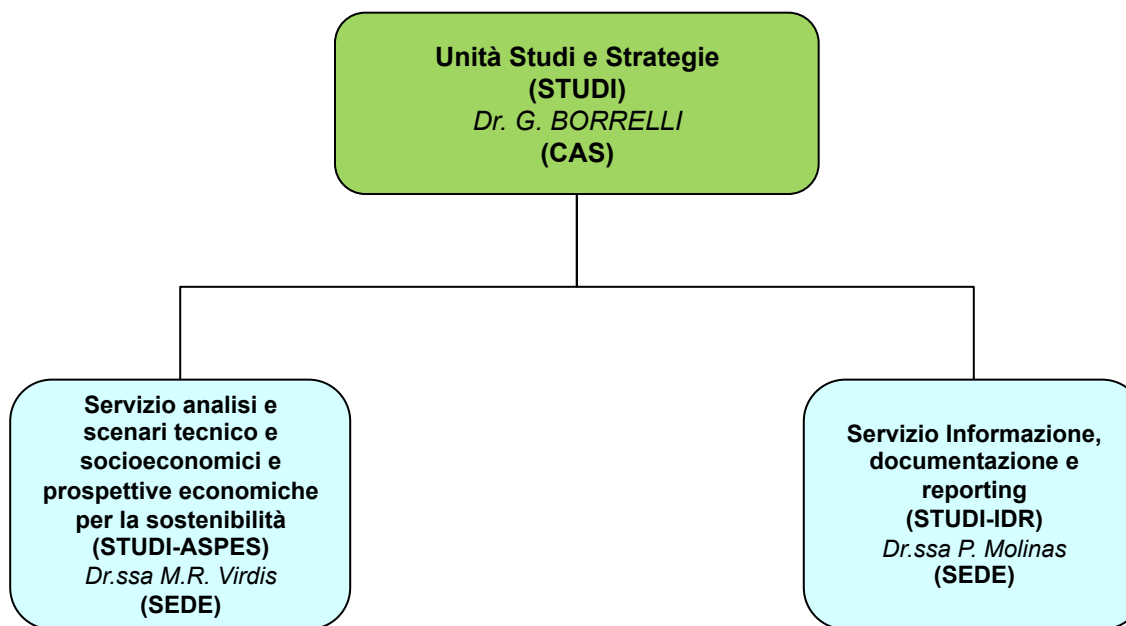 Unità Studi e Strategie
(STUDI)
Dr. G. BORRELLI
(CAS)
Servizio analisi e
scenari tecnico e
socioeconomici e
prospettive economiche
per la sostenibilità
(STUDI-ASPES)
Dr.ssa M.R. Virdis
(SEDE)
Servizio Informazione,
documentazione e
reporting
(STUDI-IDR)
Dr.ssa P. Molinas
(SEDE)